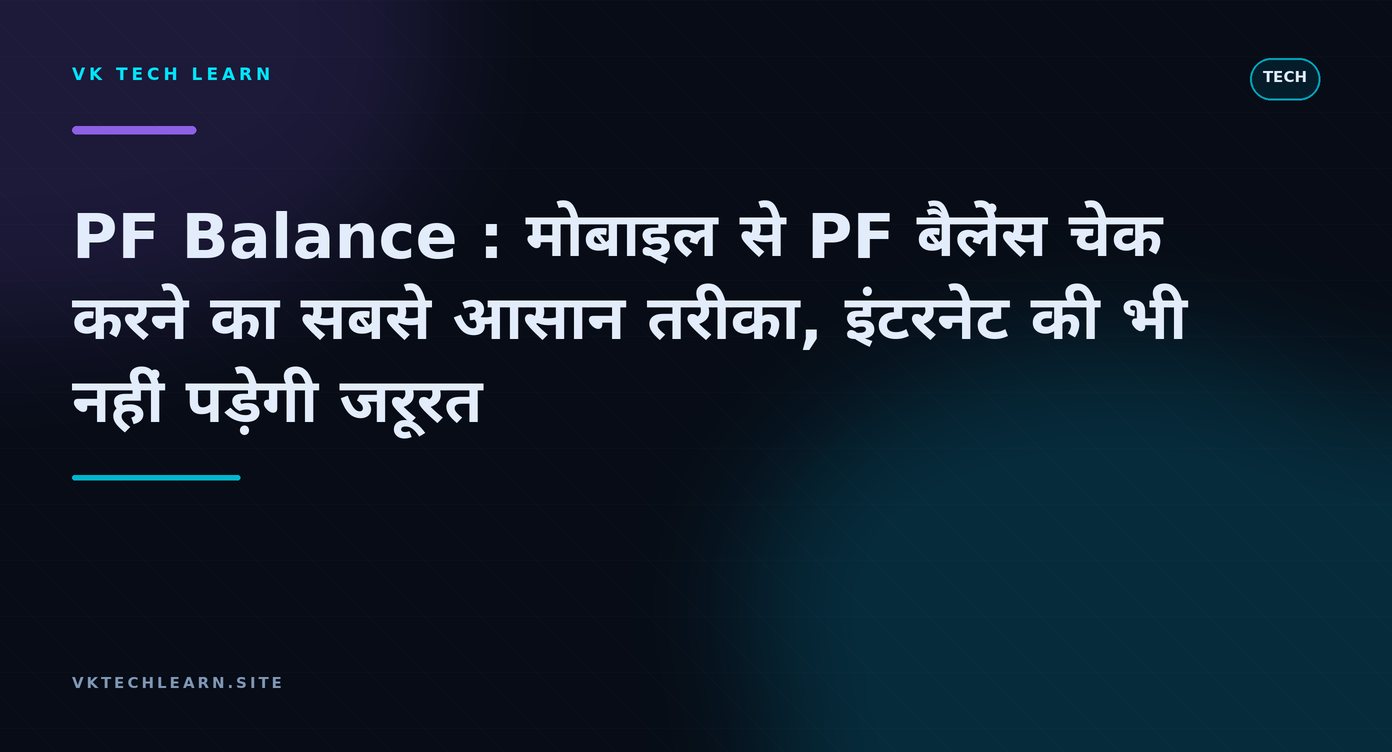 VK TECH LEARN
TECH
PF Balance : मोबाइल से PF बैलेंस चेक
करने का सबसे आसान तरीका, इंटरनेट की भी
नहीं पड़ेगी जरूरत
VKTECHLEARN.SITE